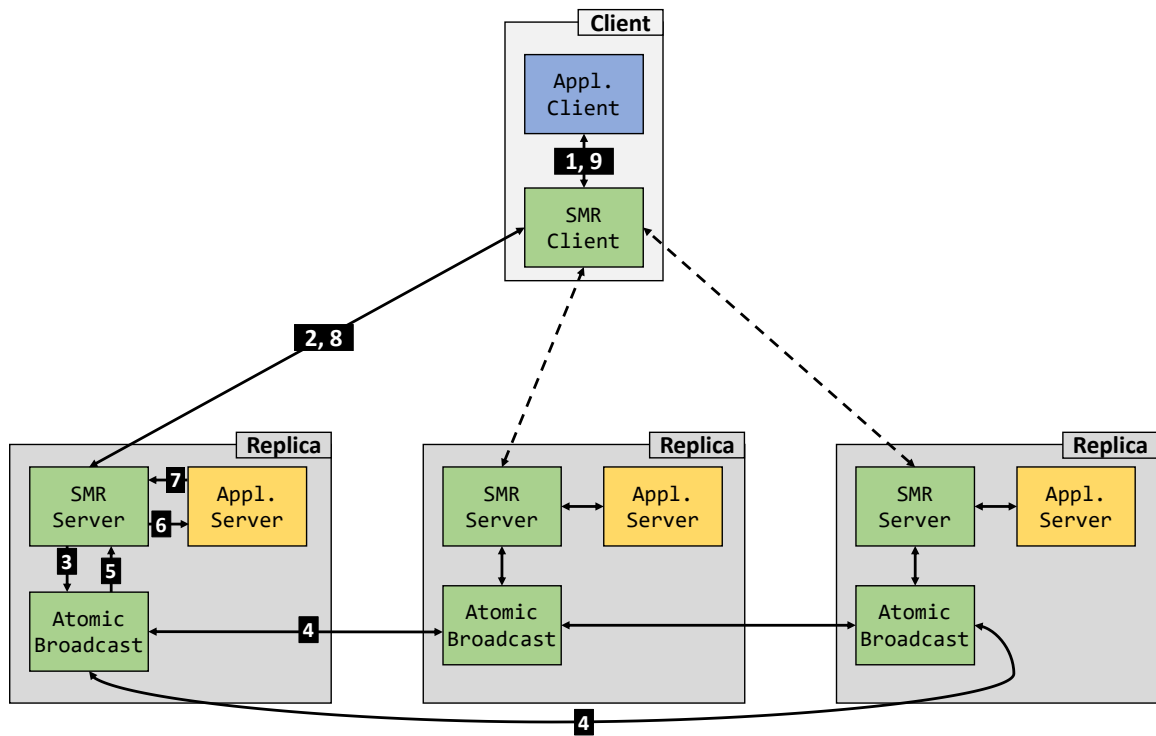 Client
Appl.
Client
1, 9
SMR
Client
2, 8
Replica
SMR
Server
7
6
Appl.
Server
3
5
Atomic
Broadcast
Replica
SMR
Server
Appl.
Server
Atomic
Broadcast
Replica
SMR
Server
Appl.
Server
Atomic
Broadcast
4
4